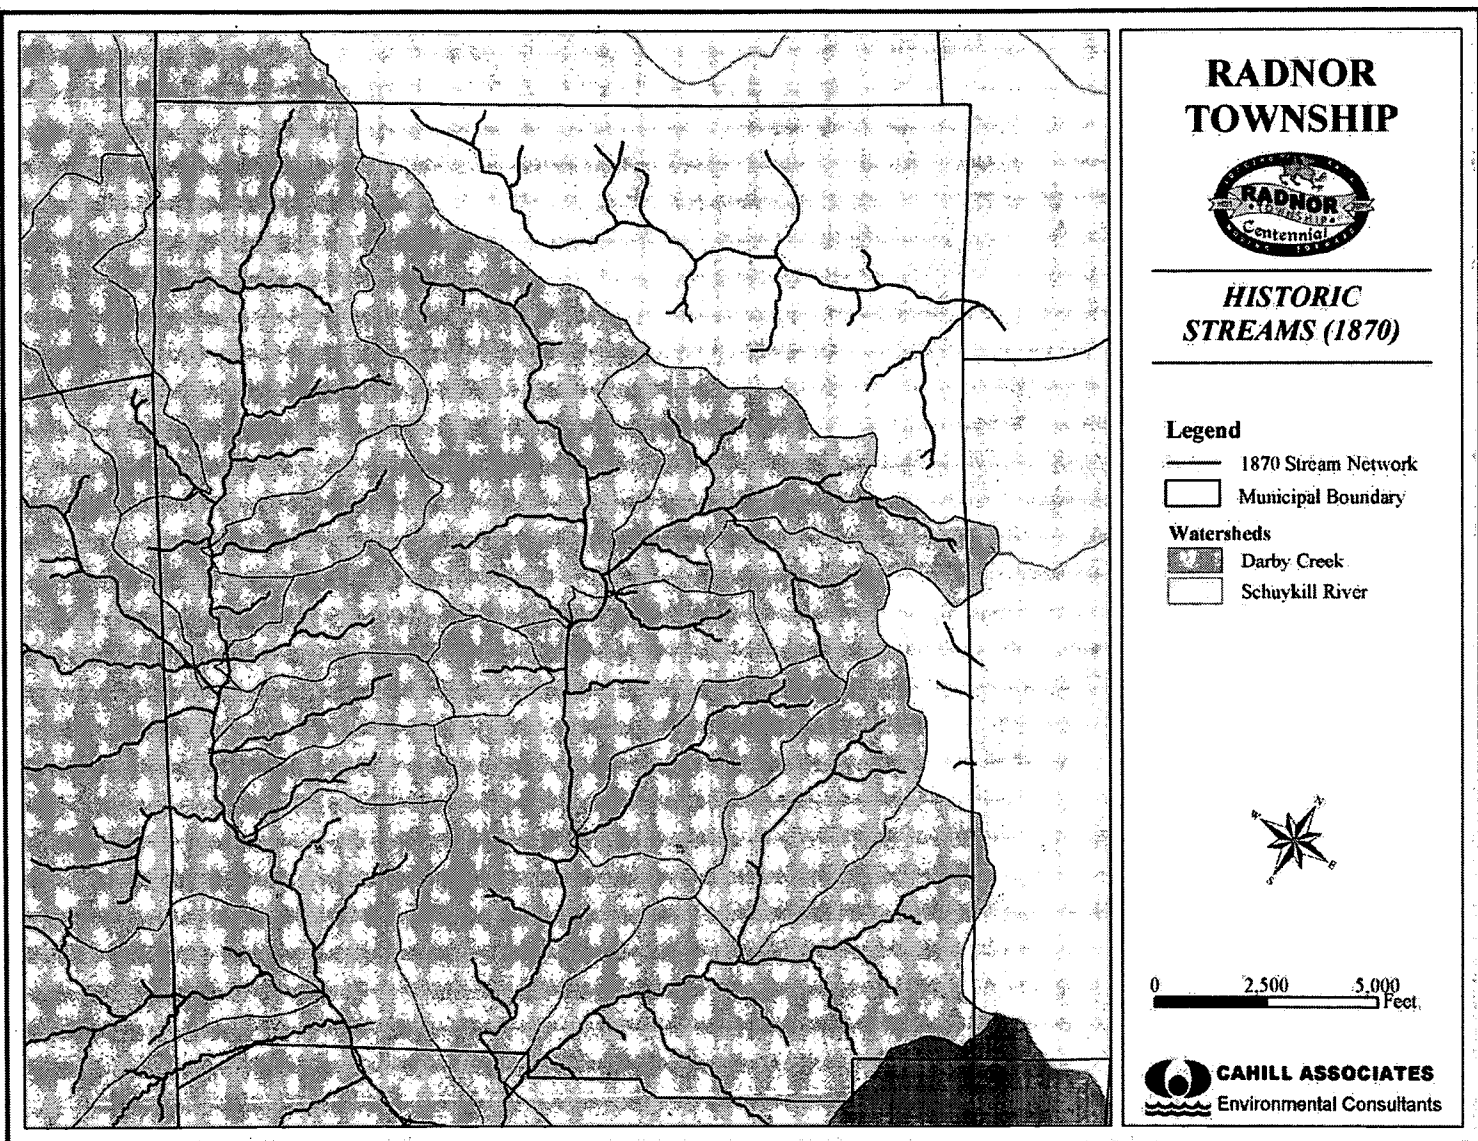 RADNOR
TOWNSHIP
RADNOR
TOWNSHIP
Centennial
HISTORIC
STREAMS (1870)
Legend
1870 Stream Network
Municipal Boundary
Watersheds
Darby Creek
Schuykill River
N
W
E
S
0 2,500 5,000
Feet
CAHILL ASSOCIATES
Environmental Consultants